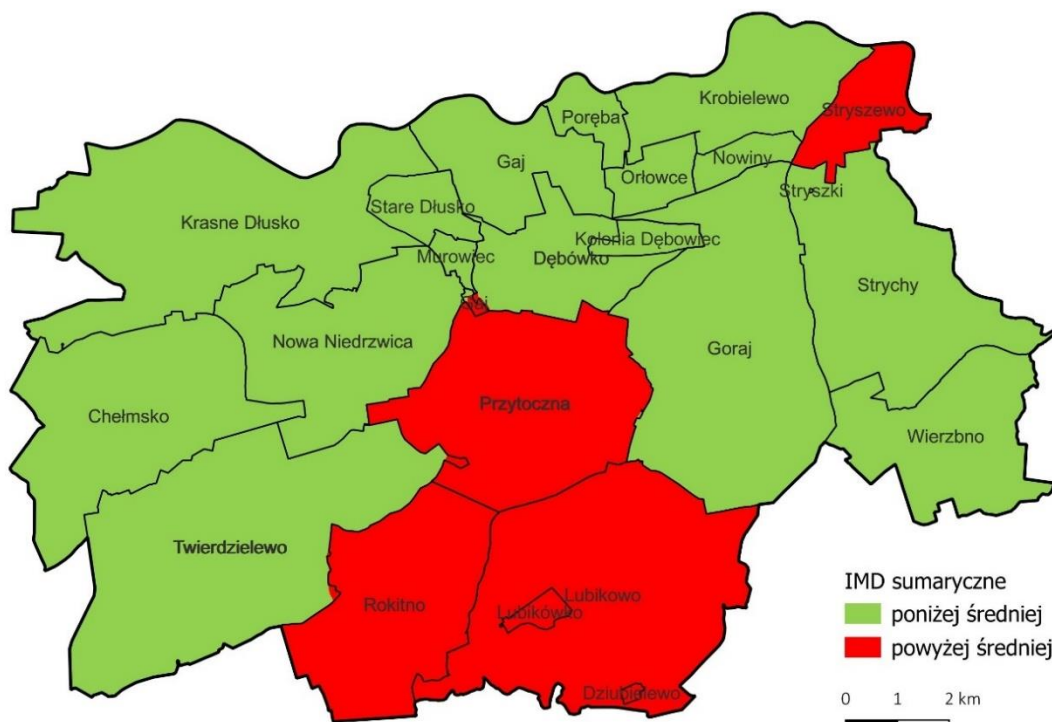 Krobielewo
Stryszewo
Poręba
Gaj
Nowiny
Orłowce
Stryszki
Stare Dłusko
Krasne Dłusko
Kolonia Dębowiec
Murowiec
Dębówko
Strychy
Nowa Niedrzwica
Goraj
Przytoczna
Chełmsko
Wierzbno
Twierdzielewo
Rokitno
Lubikowo
Lubikówko
Dziubielewo
IMD sumaryczne
poniżej średniej
powyżej średniej
0 1 2 km